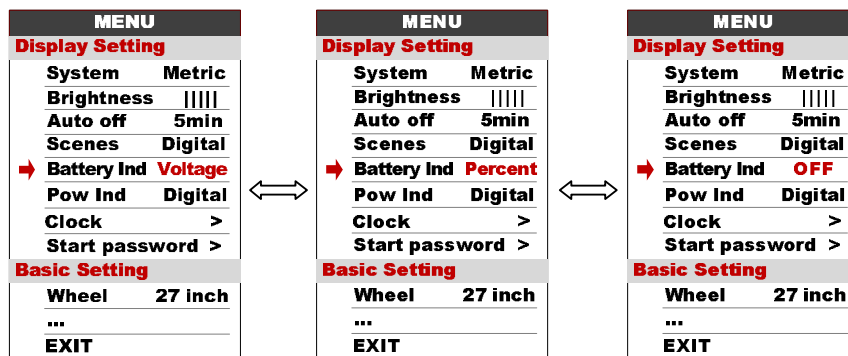 MENU
Display Setting
System Metric
Brightness |||||
Auto off 5min
Scenes Digital
Battery Ind Voltage
Pow Ind Digital
Clock >
Start password >
Basic Setting
Wheel 27 inch
...
EXIT
MENU
Display Setting
System Metric
Brightness |||||
Auto off 5min
Scenes Digital
Battery Ind Percent
Pow Ind Digital
Clock >
Start password >
Basic Setting
Wheel 27 inch
...
EXIT
MENU
Display Setting
System Metric
Brightness |||||
Auto off 5min
Scenes Digital
Battery Ind OFF
Pow Ind Digital
Clock >
Start password >
Basic Setting
Wheel 27 inch
...
EXIT